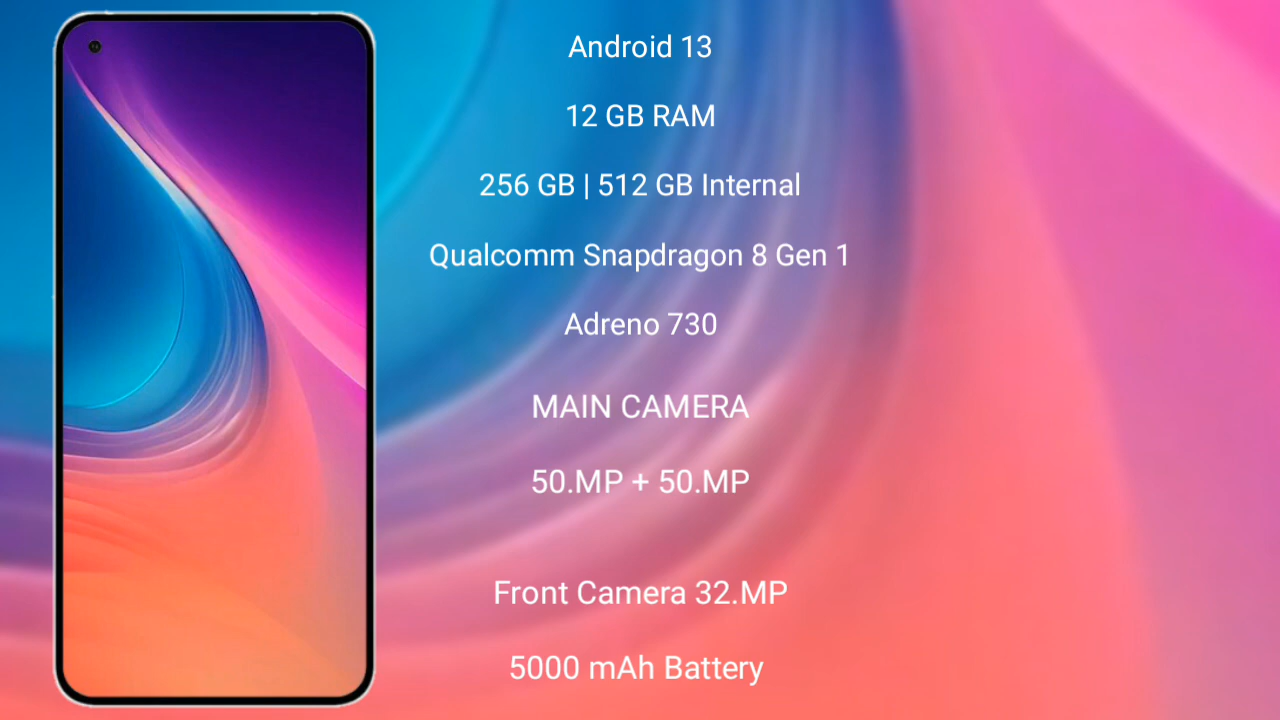 Android 13
12 GB RAM
256 GB | 512 GB Internal
Qualcomm Snapdragon 8 Gen 1
Adreno 730
MAIN CAMERA
50.MP + 50.MP
Front Camera 32.MP
5000 mAh Battery